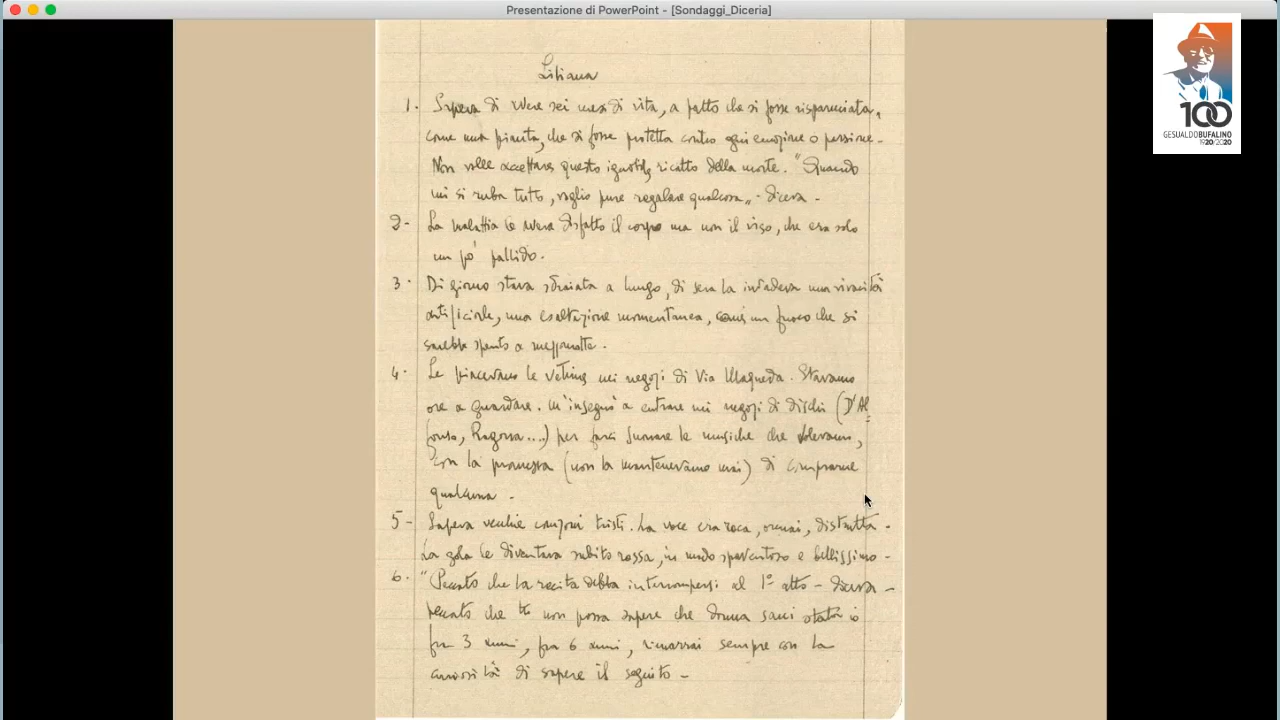 Presentazione di PowerPoint - [Sondaggi_Diceria]
100
GESUALDOBUFALINO
1920/2020
Liliana
1. Sapeva di avere sei mesi di vita, a patto che si fosse risparmiata,
come una pianta, che si fosse protetta contro ogni emozione o passione.
Non volle accettare questo ignobile ricatto della morte. "Quando
mi si ruba tutto, voglio pure regalare qualcosa„ - diceva -
2- La malattia le aveva disfatto il corpo ma non il viso, che era solo
un pò pallido.
3. Di giorno stava sdraiata a lungo, di sera la invadeva una vivacità
artificiale, una esaltazione momentanea, come un fuoco che si
sarebbe spento a mezzanotte.
4. Le piacevano le vetrine nei negozi di Via Maqueda. Stavamo
ore a guardare. M'insegnò a entrare nei negozi di dischi (D'Al=
fonso, Ragona....) per farci suonare le musiche che volevamo,
con la promessa (non la mantenevamo mai) di comprarne
qualcuna.
5- Sapeva vecchie canzoni tristi. La voce era roca, ormai, distrutta.
La gola le diventava subito rossa, in modo spaventoso e bellissimo -
6. "Peccato che la recita debba interrompersi al 1° atto - diceva -
peccato che tu non possa sapere che donna sarei stata io
fra 3 anni, fra 6 anni, rimarrai sempre con la
curiosità di sapere il seguito -